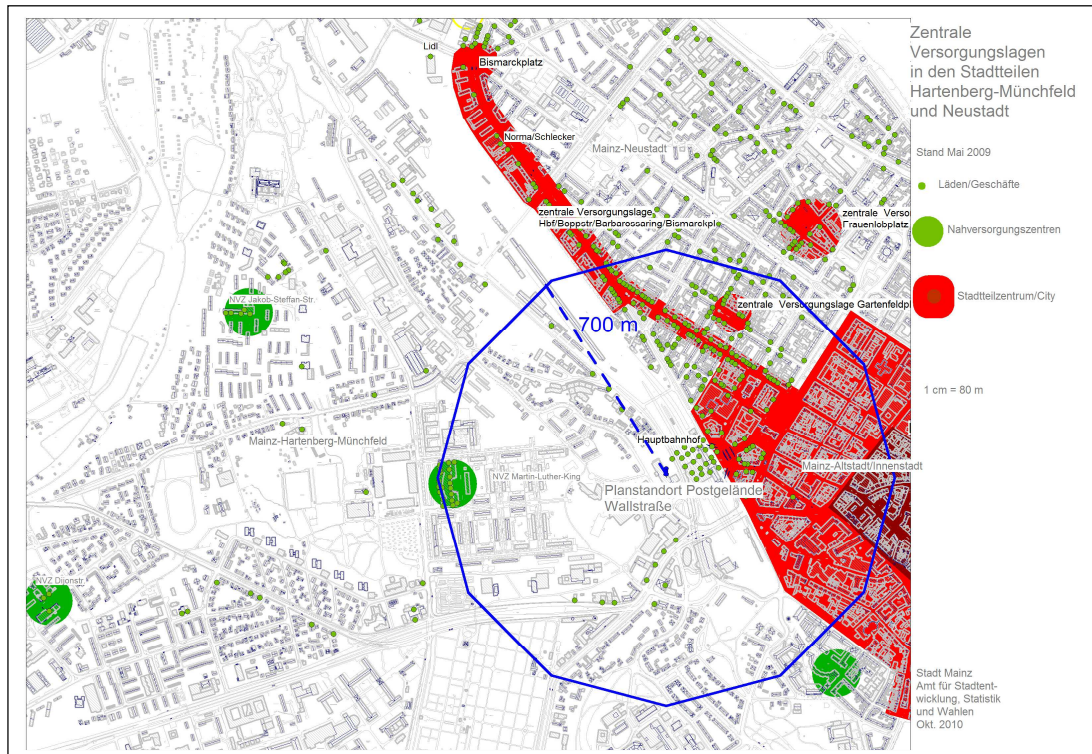 Zentrale
Versorgungslagen
in den Stadtteilen
Hartenberg-Münchfeld
und Neustadt
Stand Mai 2009
Läden/Geschäfte
Nahversorgungszentren
Stadtteilzentrum/City
1 cm = 80 m
Lidl
Bismarckplatz
Norma/Schlecker
Mainz-Neustadt
zentrale Versorgungslage
Hbf/Boppstr/Barbarossaring/Bismarckple
zentrale Versor
Frauenlobplatz
NVZ Jakob-Steffan-Str.
zentrale Versorgungslage Gartenfeldpl
700 m
Mainz-Hartenberg-Münchfeld
Hauptbahnhof
Mainz-Altstadt/Innenstadt
NVZ Martin-Luther-King
Planstandort Postgelände
Wallstraße
NVZ Dijonstr.
Stadt Mainz
Amt für Stadtent-
wicklung, Statistik
und Wahlen
Okt. 2010